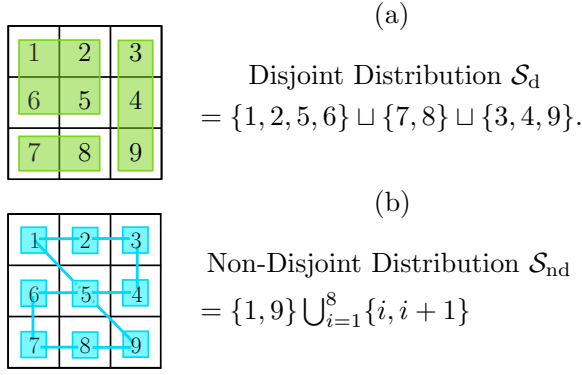 (a)
1 2 3
6 5 4
7 8 9
Disjoint Distribution 𝒮_d
= {1, 2, 5, 6} ⊔ {7, 8} ⊔ {3, 4, 9}.
(b)
1 2 3
6 5 4
7 8 9
Non-Disjoint Distribution 𝒮_nd
= {1, 9} ⋃_{i=1}^{8} {i, i + 1}